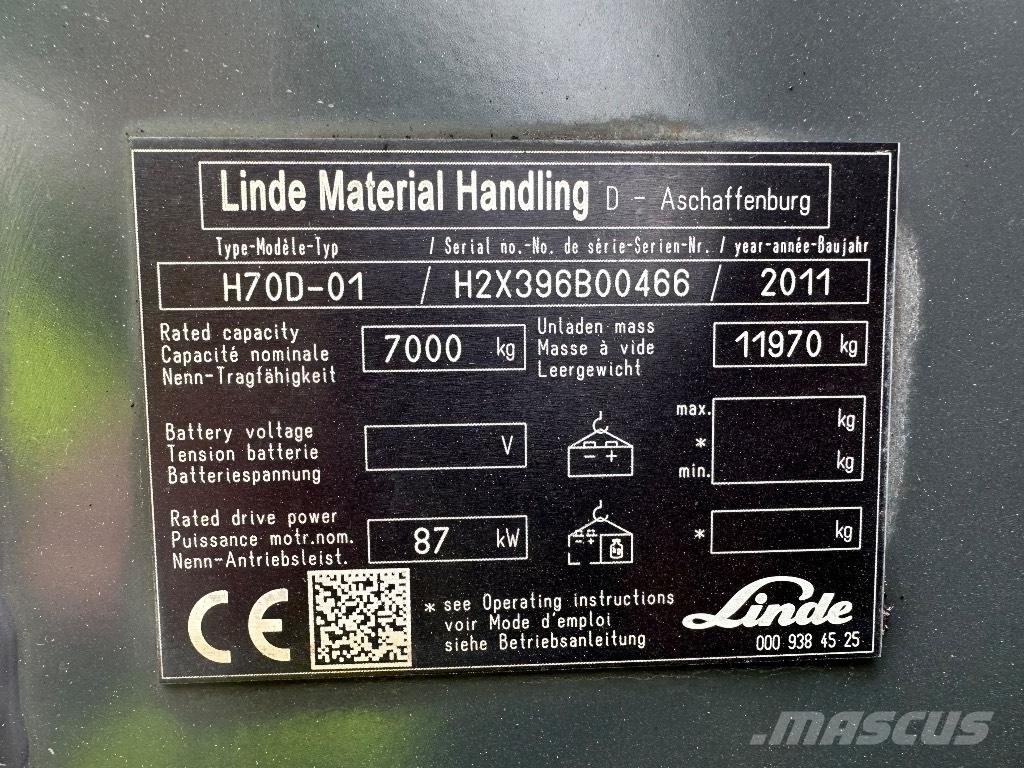 Linde Material Handling D - Aschaffenburg
Type-Modèle-Typ / Serial no.-No. de série-Serien-Nr. / year-année-Baujahr
H70D-01 / H2X396B00466 / 2011
Rated capacity
Capacité nominale
Nenn-Tragfähigkeit
7000 kg
Unladen mass
Masse à vide
Leergewicht
11970 kg
Battery voltage
Tension batterie
Batteriespannung
V
- +
max. kg
*
min. kg
Rated drive power
Puissance motr.nom.
Nenn-Antriebsleist.
87 kW
* kg
CE
* see Operating instructions
voir Mode d'emploi
siehe Betriebsanleitung
Linde
000 938 45 25
MASCUS